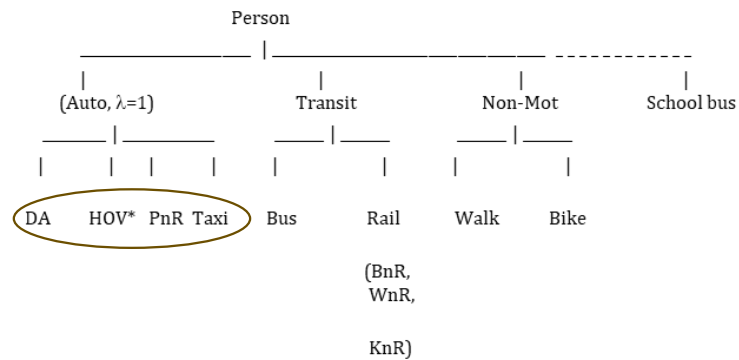 Person
(Auto, λ=1) Transit Non-Mot School bus
DA HOV* PnR Taxi Bus Rail Walk Bike
(BnR,
WnR,
KnR)